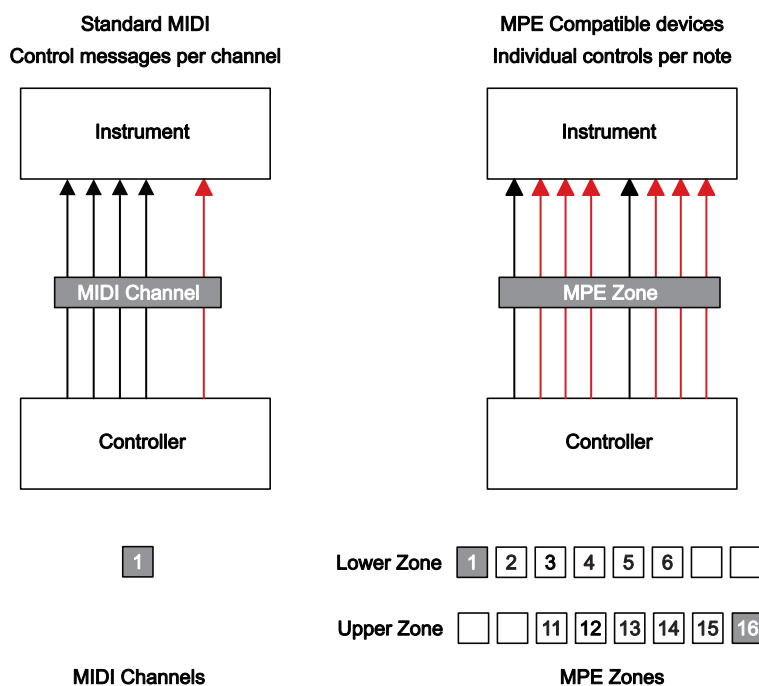 Standard MIDI
Control messages per channel
MPE Compatible devices
Individual controls per note
Instrument
Instrument
MIDI Channel
MPE Zone
Controller
Controller
1
Lower Zone 1 2 3 4 5 6
Upper Zone 11 12 13 14 15 16
MIDI Channels
MPE Zones